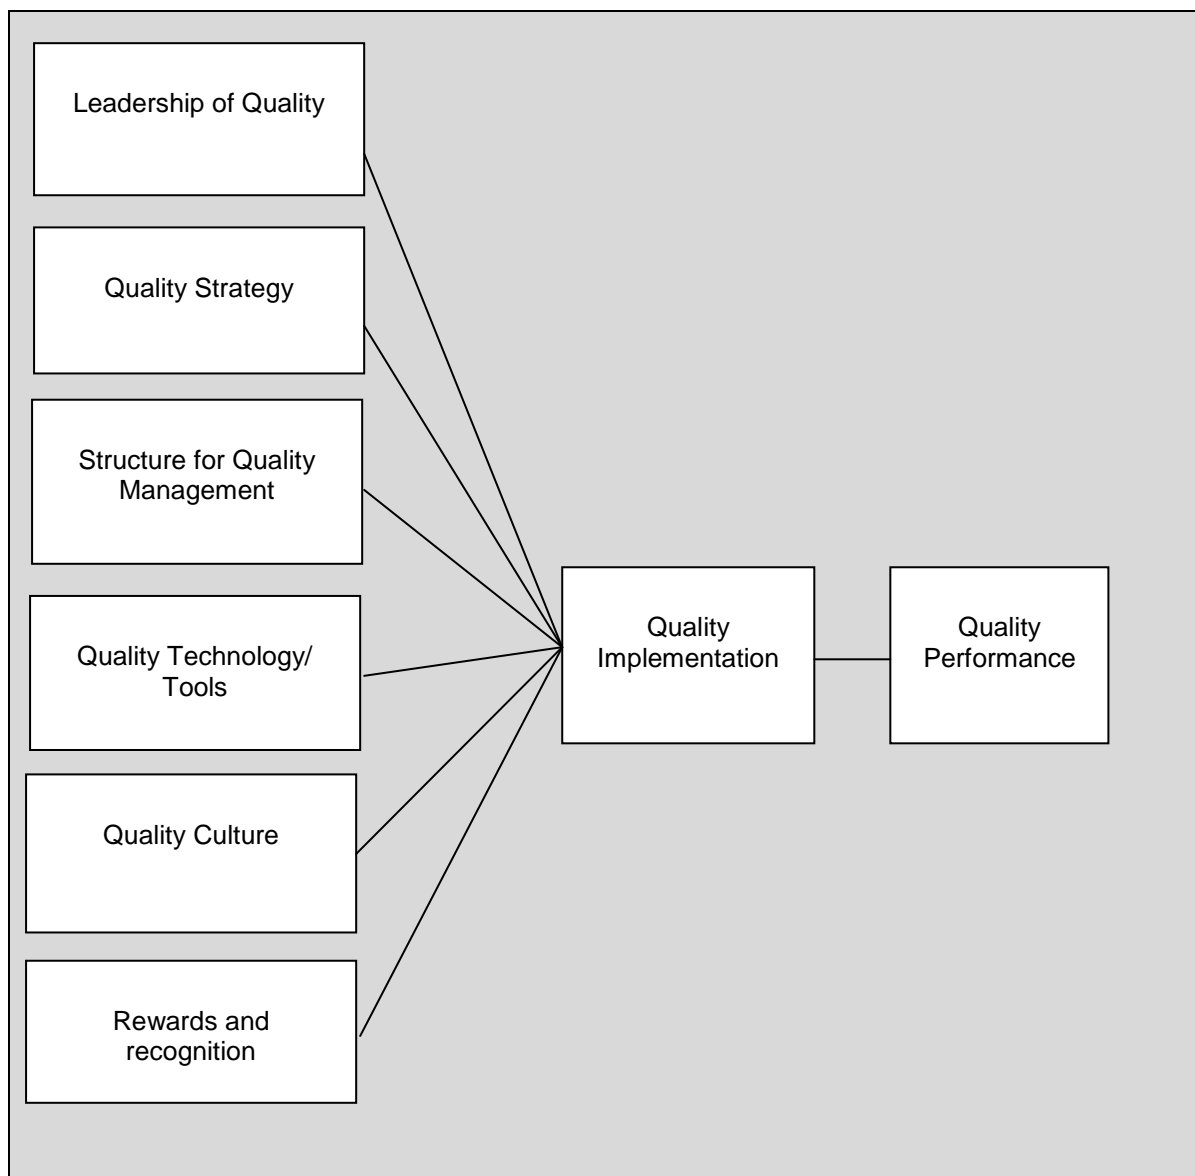 Leadership of Quality
Quality Strategy
Structure for Quality
Management
Quality Technology/
Tools
Quality Culture
Rewards and
recognition
Quality
Implementation
Quality
Performance